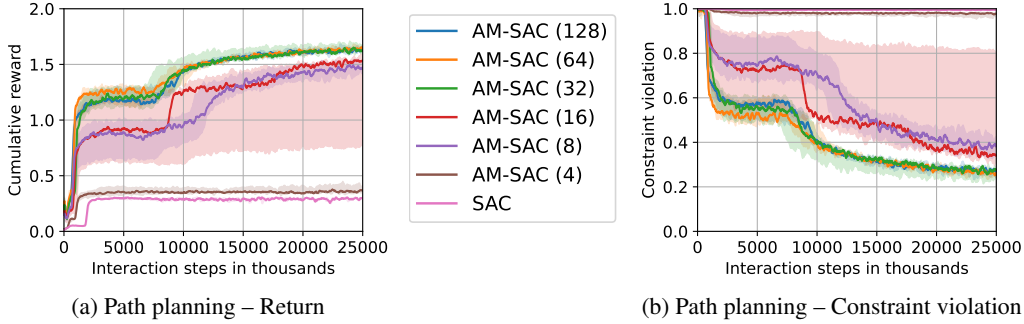 2.0
1.5
1.0
0.5
0.0
Cumulative reward
0 5000 10000 15000 20000 25000
Interaction steps in thousands
(a) Path planning – Return
AM-SAC (128)
AM-SAC (64)
AM-SAC (32)
AM-SAC (16)
AM-SAC (8)
AM-SAC (4)
SAC
1.0
0.8
0.6
0.4
0.2
0.0
Constraint violation
0 5000 10000 15000 20000 25000
Interaction steps in thousands
(b) Path planning – Constraint violation